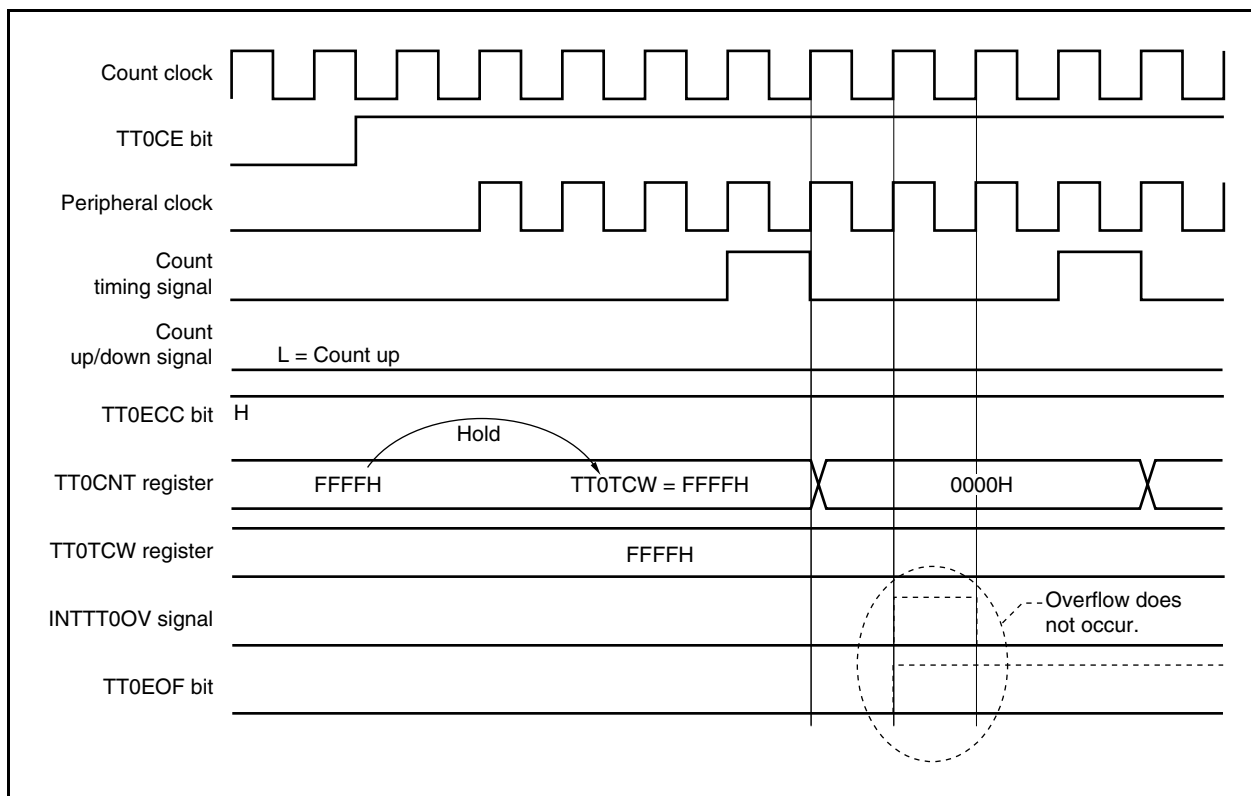 Count clock
TT0CE bit
Peripheral clock
Count
timing signal
Count
up/down signal
L = Count up
TT0ECC bit
H
Hold
TT0CNT register
FFFFH
TT0TCW = FFFFH
0000H
TT0TCW register
FFFFH
INTTT0OV signal
Overflow does
not occur.
TT0EOF bit